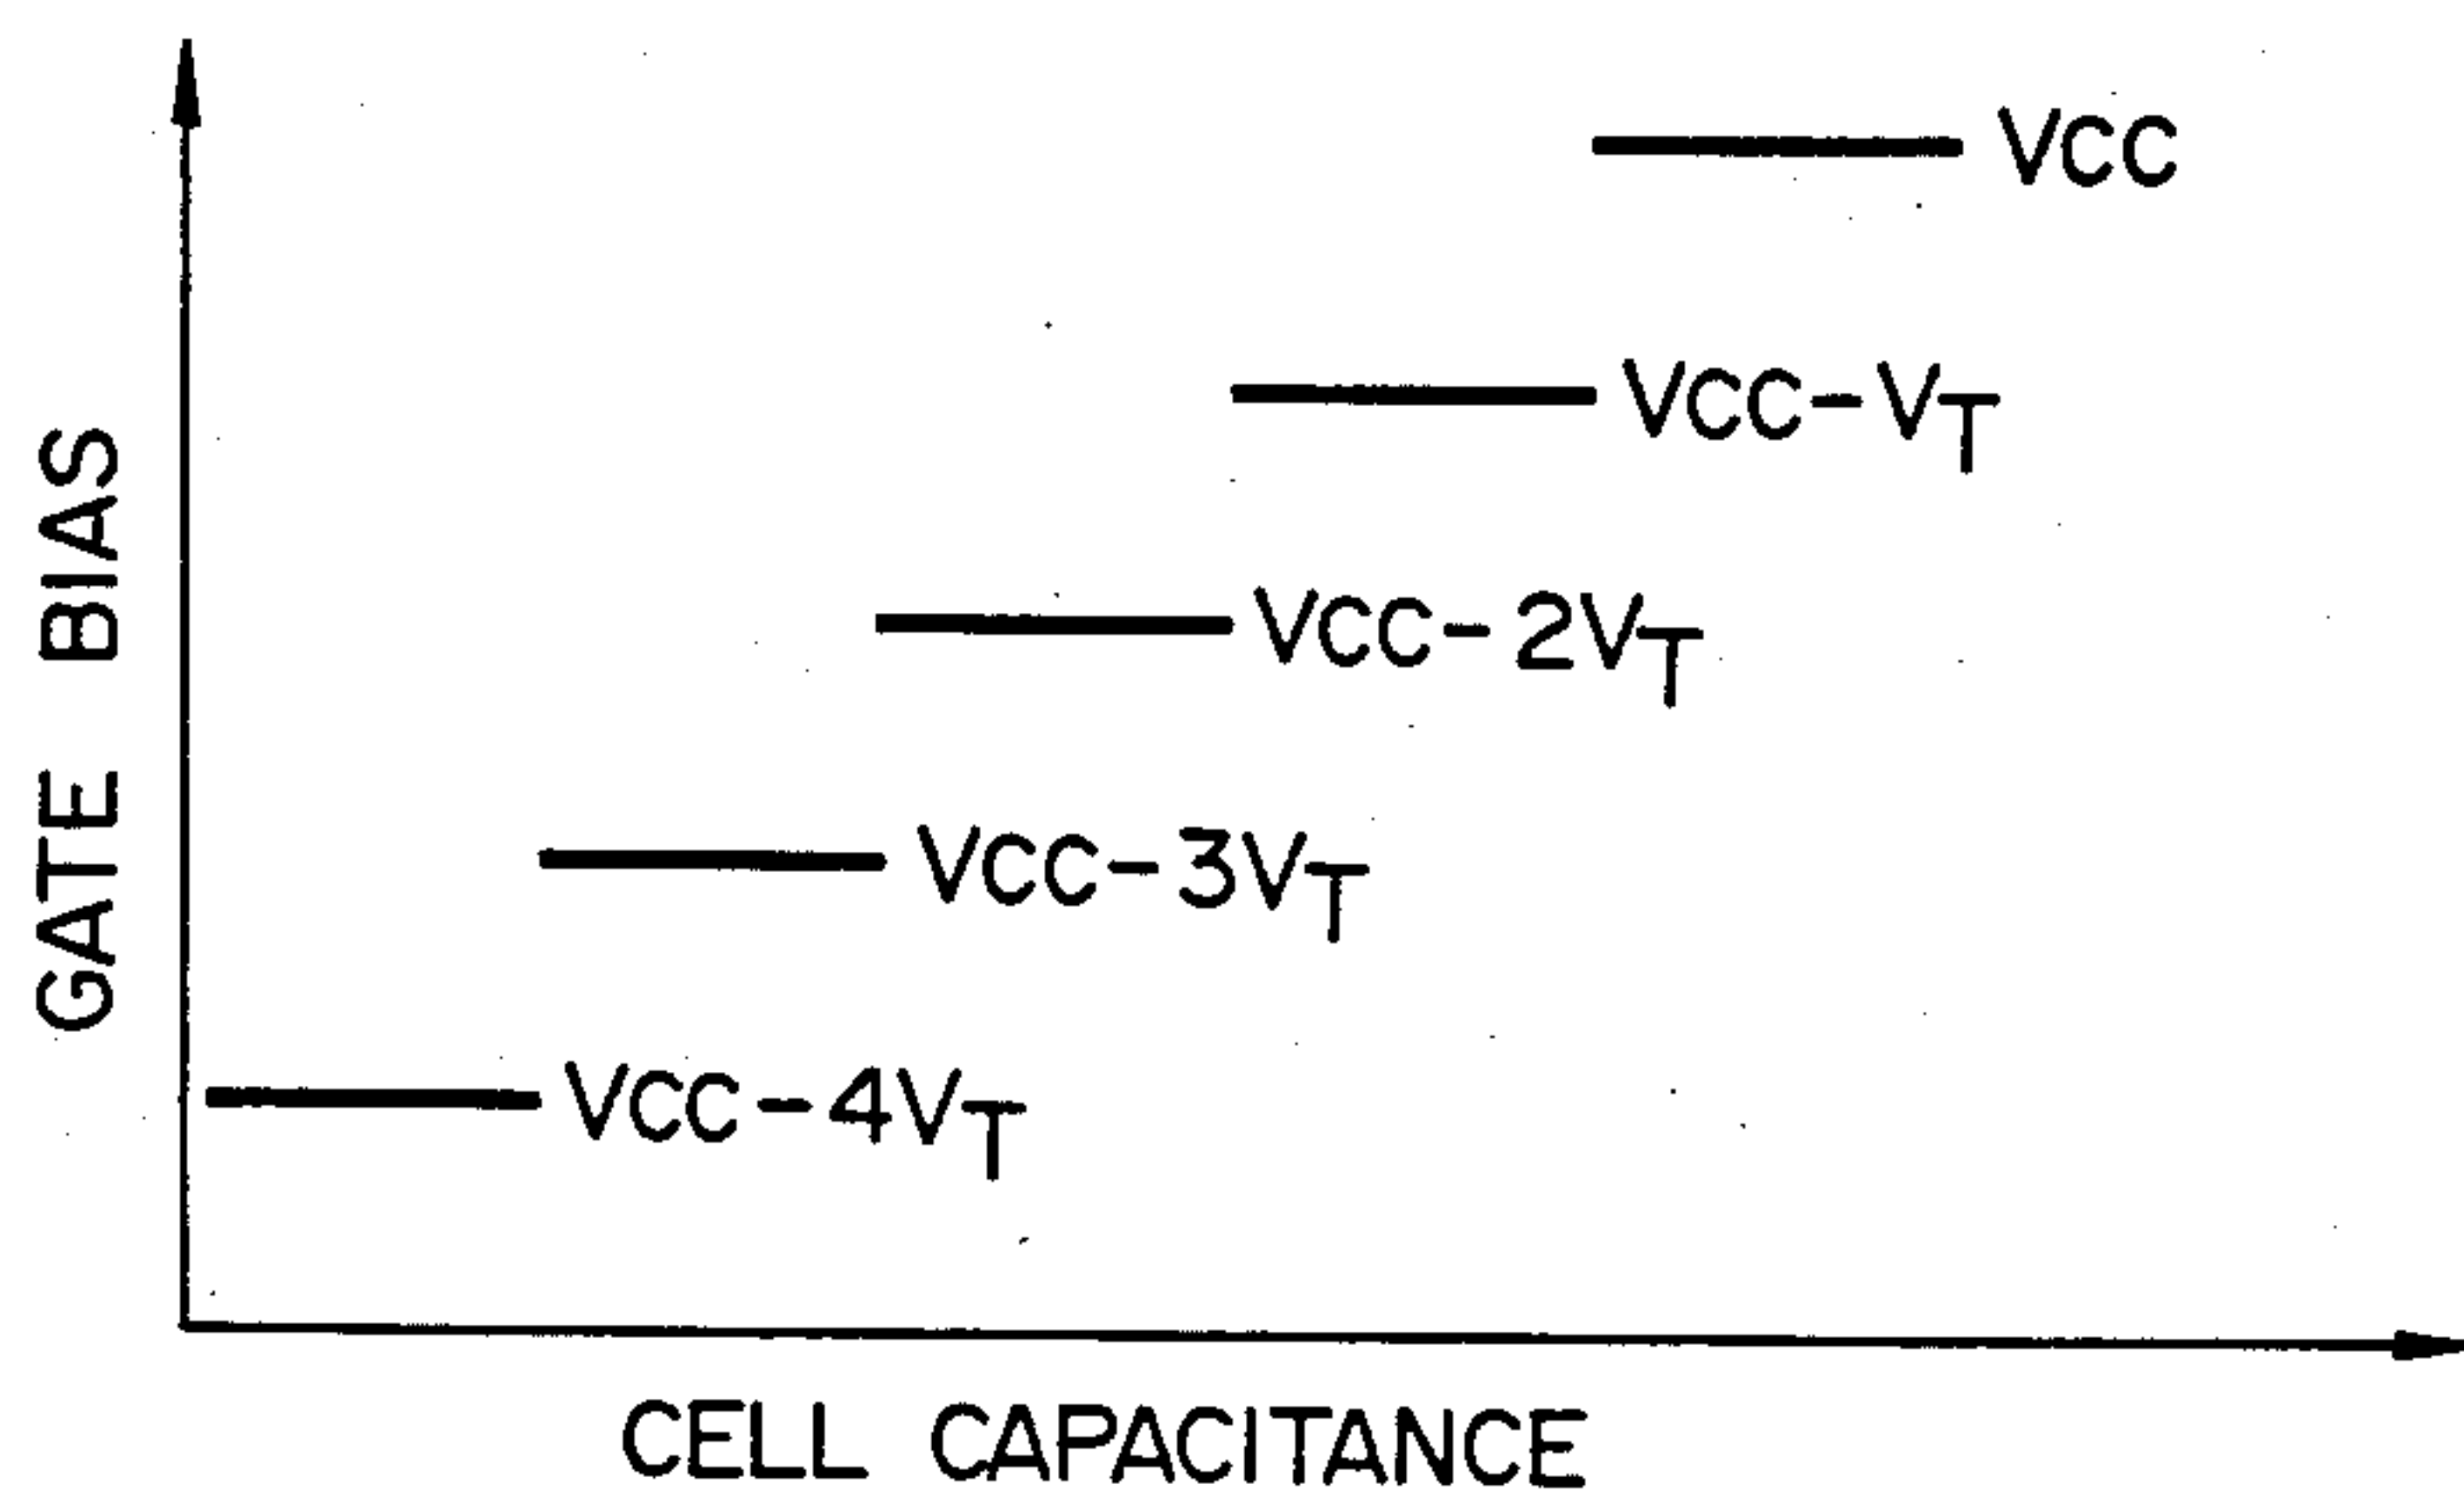 VCC
VCC-VT
VCC-2VT
VCC-3VT
VCC-4VT
GATE BIAS
CELL CAPACITANCE